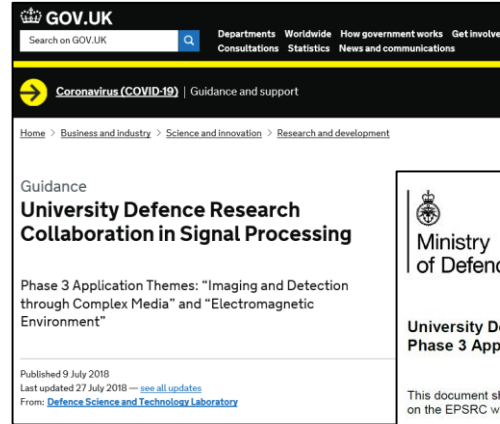 GOV.UK
Search on GOV.UK
Departments Worldwide How government works Get involve
Consultations Statistics News and communications
Coronavirus (COVID-19) | Guidance and support
Home > Business and industry > Science and innovation > Research and development
Guidance
University Defence Research
Collaboration in Signal Processing
Phase 3 Application Themes: “Imaging and Detection
through Complex Media” and “Electromagnetic
Environment”
Published 9 July 2018
Last updated 27 July 2018 — see all updates
From: Defence Science and Technology Laboratory
Ministry
of Defenc
University De
Phase 3 App
This document sh
on the EPSRC w